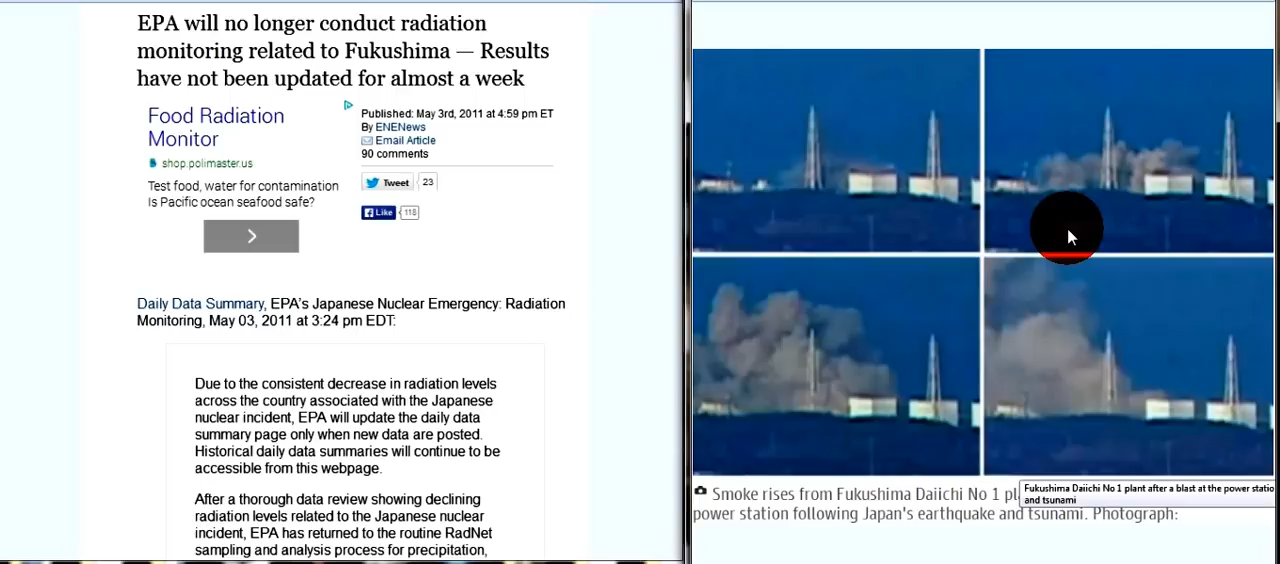 EPA will no longer conduct radiation
monitoring related to Fukushima — Results
have not been updated for almost a week
Food Radiation
Monitor
shop.polimaster.us
Test food, water for contamination
Is Pacific ocean seafood safe?
Published: May 3rd, 2011 at 4:59 pm ET
By ENENews
Email Article
90 comments
Tweet 23
Like 118
Daily Data Summary, EPA's Japanese Nuclear Emergency: Radiation
Monitoring, May 03, 2011 at 3:24 pm EDT:
Due to the consistent decrease in radiation levels
across the country associated with the Japanese
nuclear incident, EPA will update the daily data
summary page only when new data are posted.
Historical daily data summaries will continue to be
accessible from this webpage.
After a thorough data review showing declining
radiation levels related to the Japanese nuclear
incident, EPA has returned to the routine RadNet
sampling and analysis process for precipitation,
Smoke rises from Fukushima Daiichi No 1 pl
power station following Japan's earthquake and tsunami. Photograph:
Fukushima Daiichi No 1 plant after a blast at the power statio
and tsunami